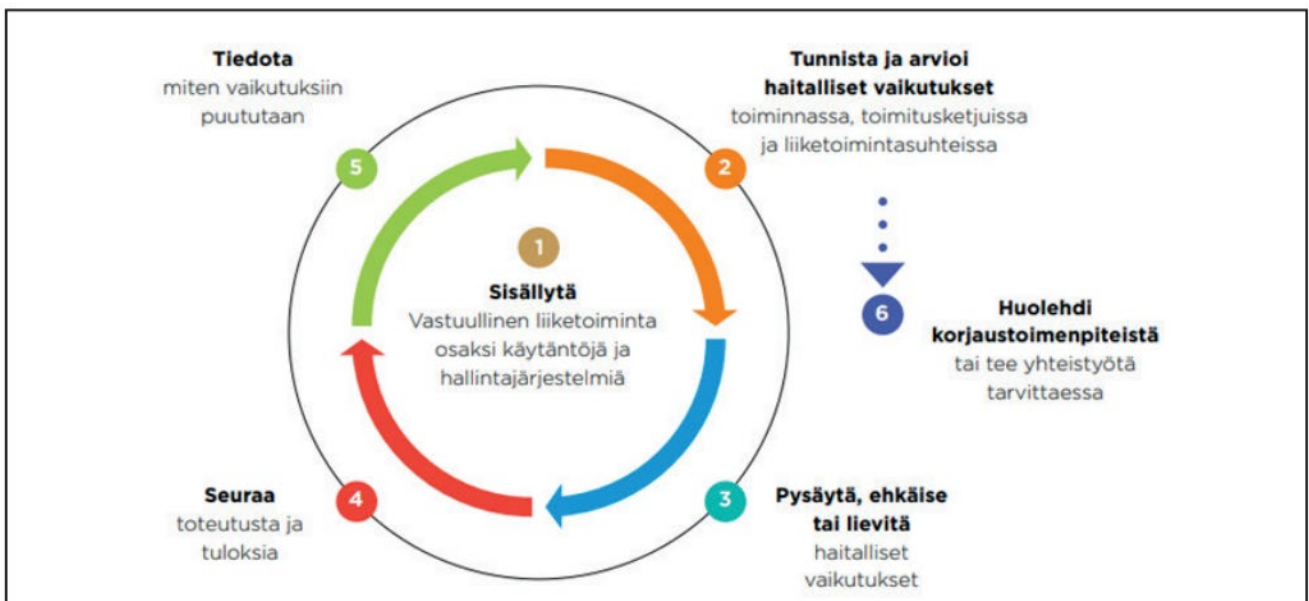 Tiedota
miten vaikutuksiin
puututaan
5
Tunnista ja arvioi
haitalliset vaikutukset
toiminnassa, toimitusketjuissa
ja liiketoimintasuhteissa
2
1
Sisällytä
Vastuullinen liiketoiminta
osaksi käytäntöjä ja
hallintajärjestelmiä
6
Huolehdi
korjaustoimenpiteistä
tai tee yhteistyötä
tarvittaessa
Seuraa
toteutusta ja
tuloksia
4
3
Pysäytä, ehkäise
tai lievitä
haitalliset
vaikutukset